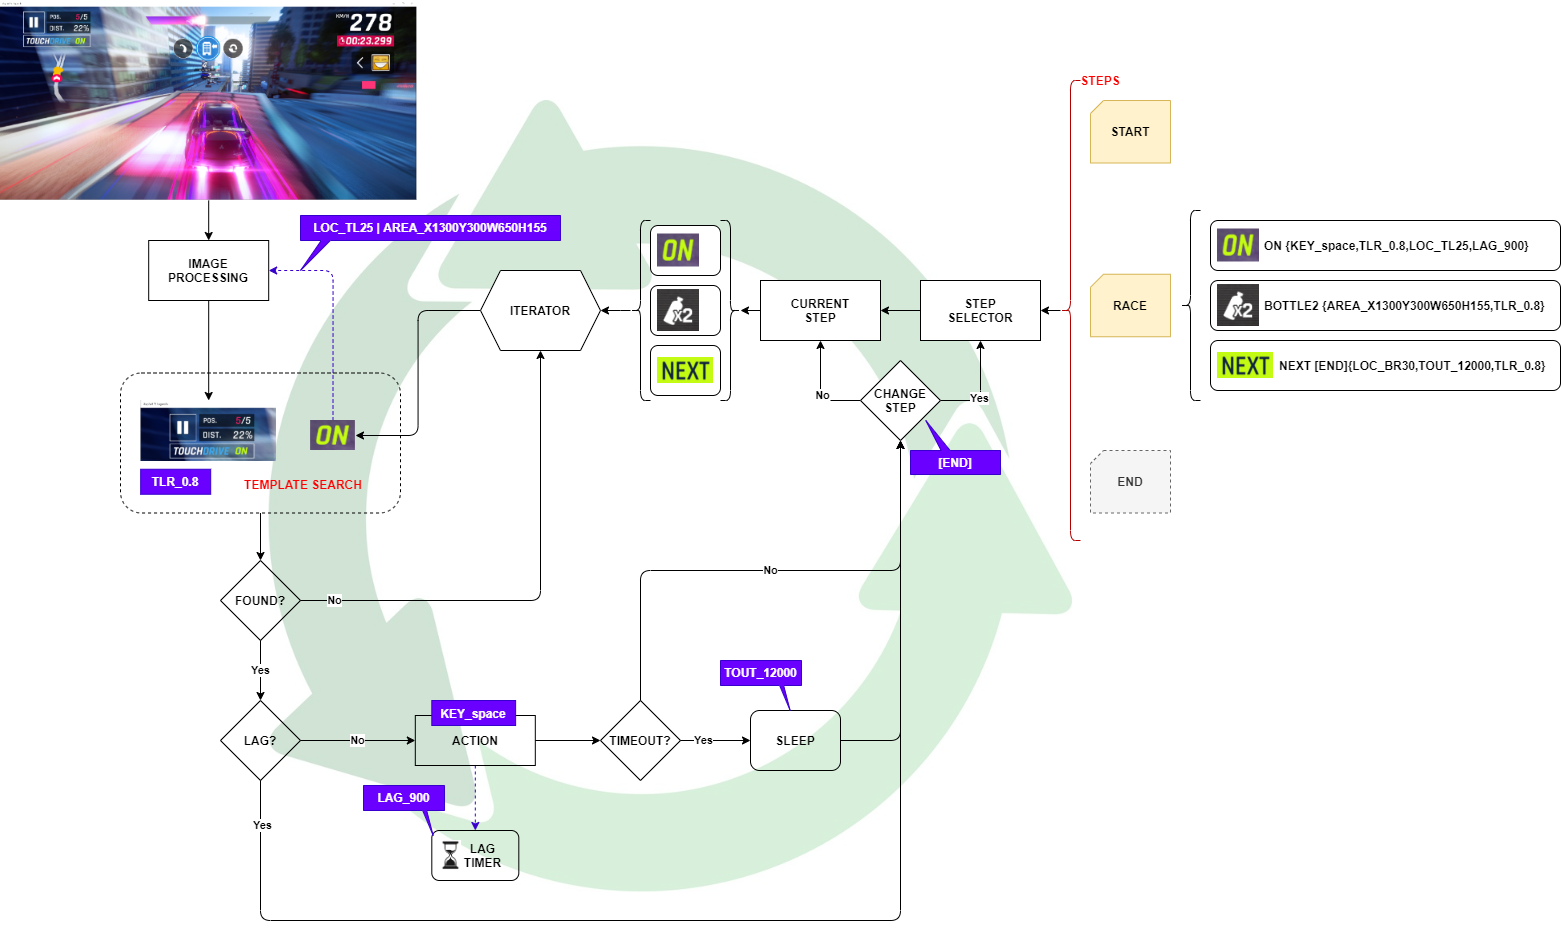 POS. 5/5
DIST. 22%
TOUCHDRIVE ON
KM/H 278
00:23.299
STEPS
START
LOC_TL25 | AREA_X1300Y300W650H155
IMAGE
PROCESSING
ITERATOR
ON
X2
NEXT
CURRENT
STEP
STEP
SELECTOR
RACE
ON ON {KEY_space,TLR_0.8,LOC_TL25,LAG_900}
X2 BOTTLE2 {AREA_X1300Y300W650H155,TLR_0.8}
NEXT NEXT [END]{LOC_BR30,TOUT_12000,TLR_0.8}
No
CHANGE
STEP
Yes
POS. 5/5
DIST. 22%
TOUCHDRIVE ON
ON
TLR_0.8
TEMPLATE SEARCH
[END]
END
FOUND?
No
No
Yes
TOUT_12000
KEY_space
LAG?
No
ACTION
TIMEOUT?
Yes
SLEEP
LAG_900
Yes
LAG
TIMER